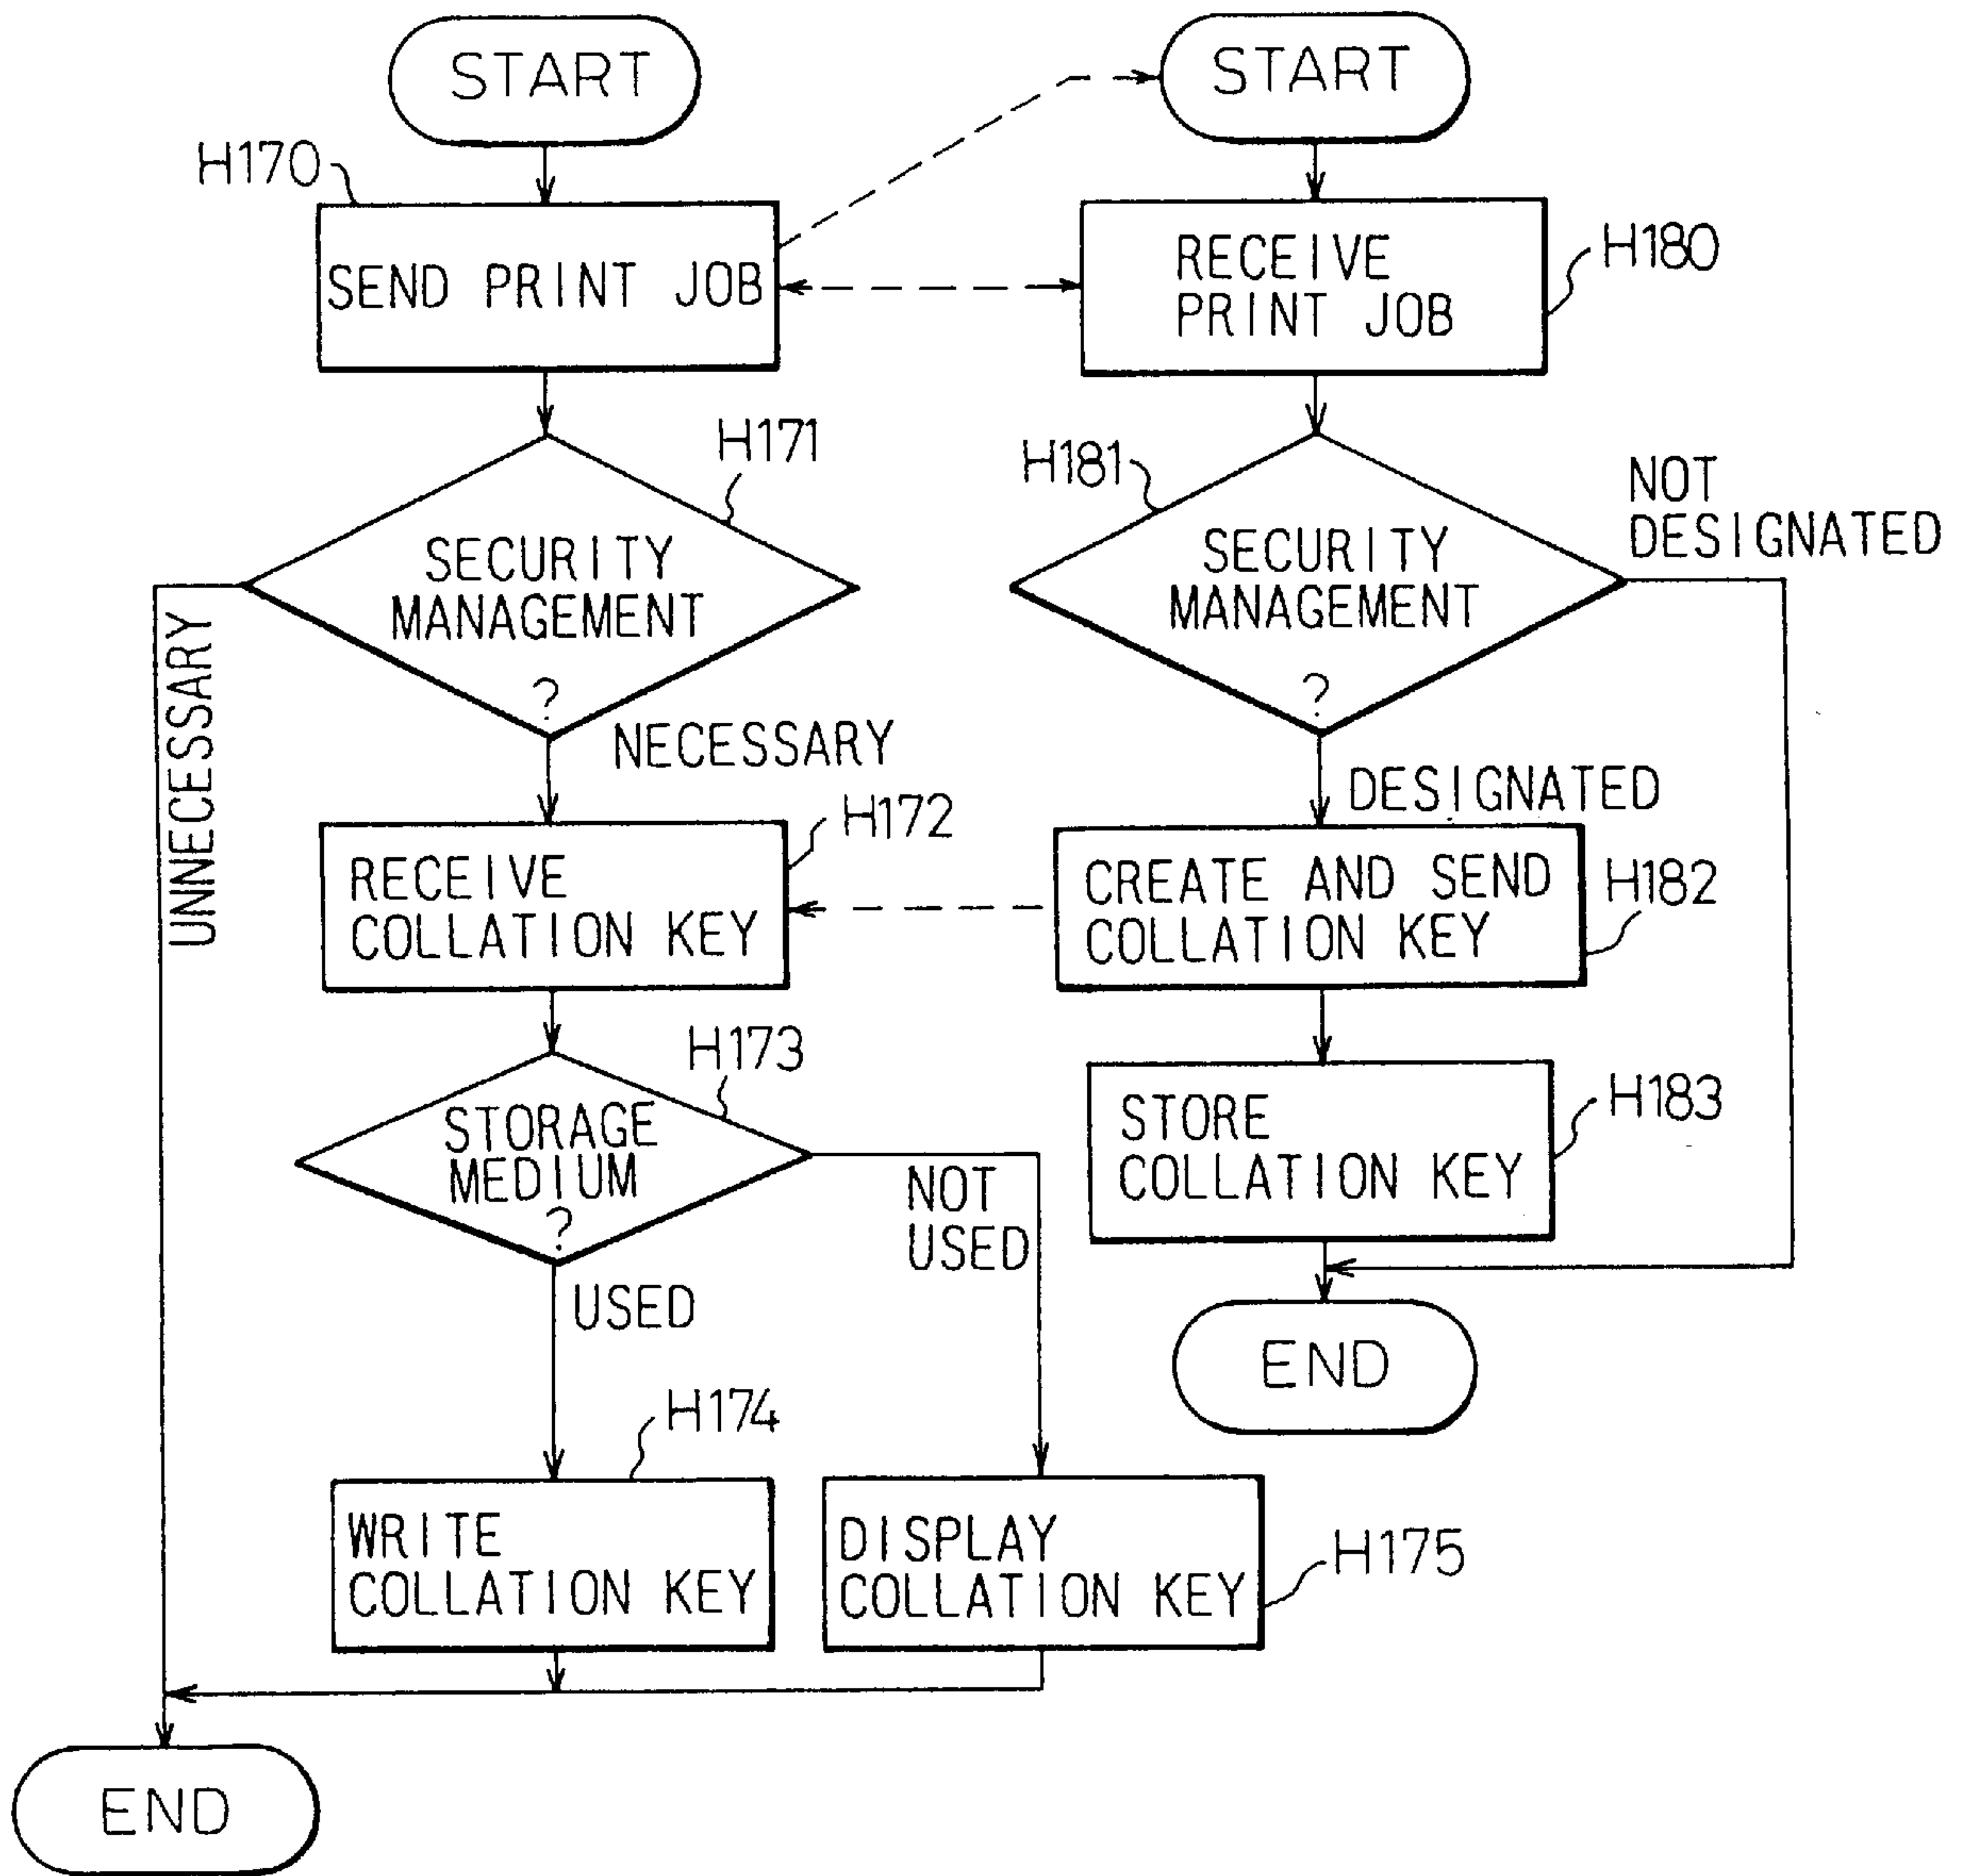 START
H170
SEND PRINT JOB
H171
SECURITY
MANAGEMENT
?
UNNECESSARY
NECESSARY
H172
RECEIVE
COLLATION KEY
H173
STORAGE
MEDIUM
?
NOT
USED
USED
H174
WRITE
COLLATION KEY
DISPLAY
COLLATION KEY
H175
END
START
RECEIVE
PRINT JOB
H180
H181
SECURITY
MANAGEMENT
?
NOT
DESIGNATED
DESIGNATED
CREATE AND SEND
COLLATION KEY
H182
STORE
COLLATION KEY
H183
END